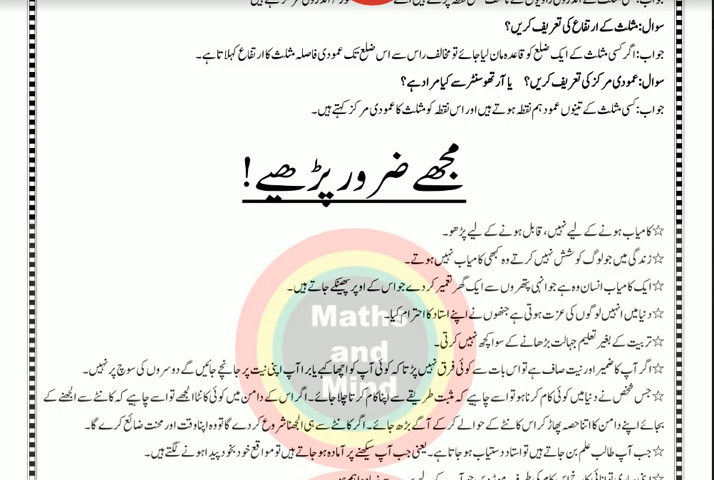 سوال: مثلث کے ارتفاع کی تعریف کریں؟
جواب: اگر کسی مثلث کے ایک ضلع کو قاعدہ مان لیا جائے تو مخالف راس سے اس ضلع تک عمودی فاصلہ مثلث کا ارتفاع کہلاتا ہے۔
سوال: عمودی مرکز کی تعریف کریں؟ یا آرتھوسنٹر سے کیا مراد ہے؟
جواب: کسی مثلث کے تینوں عمود ہم نقطہ ہوتے ہیں اور اس نقطہ کو مثلث کا عمودی مرکز کہتے ہیں۔
مجھے ضرور پڑھیے!
☆ کامیاب ہونے کے لیے نہیں، قابل ہونے کے لیے پڑھو۔
☆ زندگی میں جو لوگ کوشش نہیں کرتے وہ کبھی کامیاب نہیں ہوتے۔
☆ ایک کامیاب انسان وہ ہے جو انہی پتھروں سے ایک گھر تعمیر کر دے جو اس کے اوپر پھینکے جاتے ہیں۔
☆ دنیا میں انہیں لوگوں کی عزت ہوتی ہے جنھوں نے اپنے استاد کا احترام کیا۔
☆ تربیت کے بغیر تعلیم جہالت بڑھانے کے سوا کچھ نہیں کرتی۔
☆ اگر آپ کا ضمیر اور نیت صاف ہے تو اس بات سے کوئی فرق نہیں پڑتا کہ کوئی آپ کو اچھا کہے یا برا آپ اپنی نیت پر جانچے جائیں گے دوسروں کی سوچ پر نہیں۔
☆ جس شخص نے دنیا میں کوئی کام کرنا ہو تو اسے چاہیے کہ مثبت طریقے سے اپنا کام کرتا چلا جائے۔ اگر اس کے دامن میں کوئی کانٹا الجھے تو اسے چاہیے کہ کانٹے سے الجھنے کے
بجائے اپنے دامن کا اتنا حصہ پھاڑ کر اس کانٹے کے حوالے کر کے آگے بڑھ جائے۔ اگر کانٹے سے ہی الجھنا شروع کر دے گا تو وہ اپنا وقت اور محنت ضائع کرے گا۔
☆ جب آپ طالب علم بن جاتے ہیں تو استاد دستیاب ہو جاتا ہے۔ یعنی جب آپ سیکھنے پر آمادہ ہو جاتے ہیں تو مواقع خود بخود پیدا ہونے لگتے ہیں۔
Maths
and
Mind